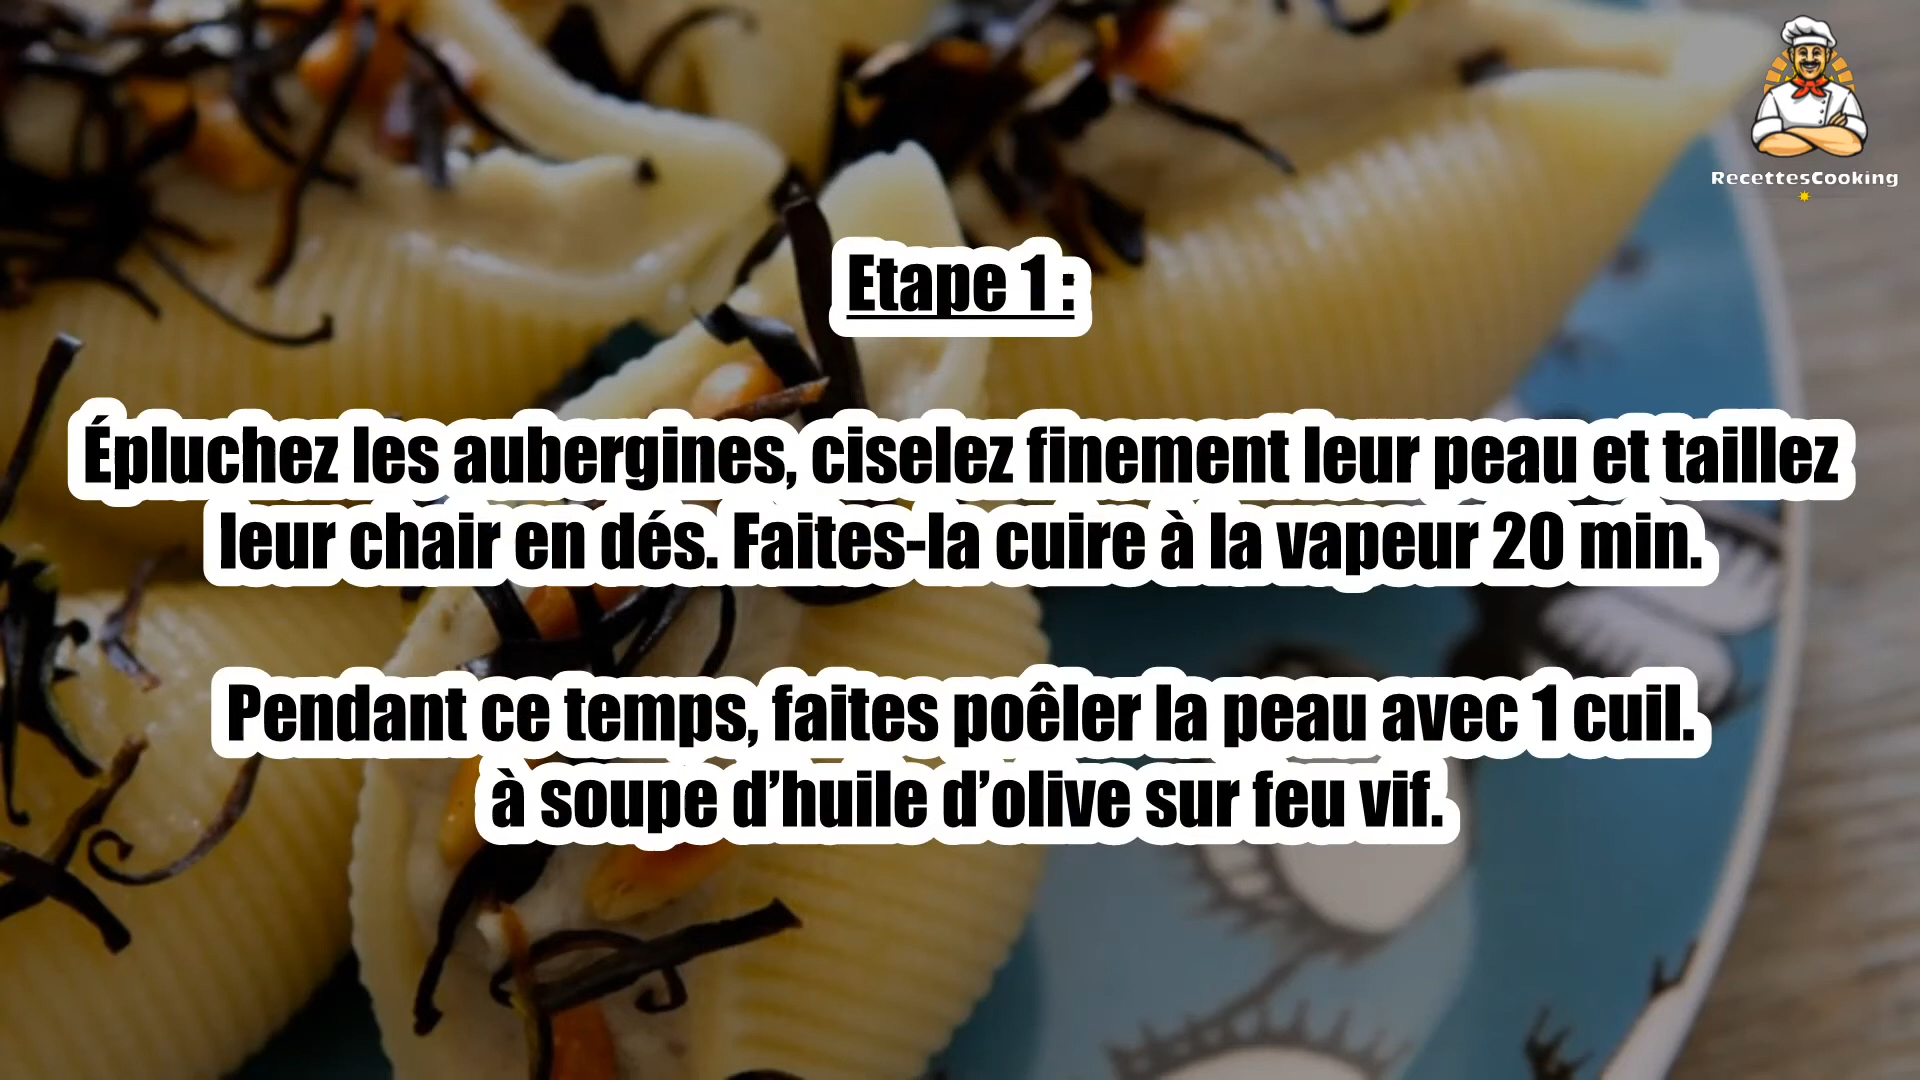 RecettesCooking
Etape 1 :
Épluchez les aubergines, ciselez finement leur peau et taillez
leur chair en dés. Faites-la cuire à la vapeur 20 min.
Pendant ce temps, faites poêler la peau avec 1 cuil.
à soupe d’huile d’olive sur feu vif.